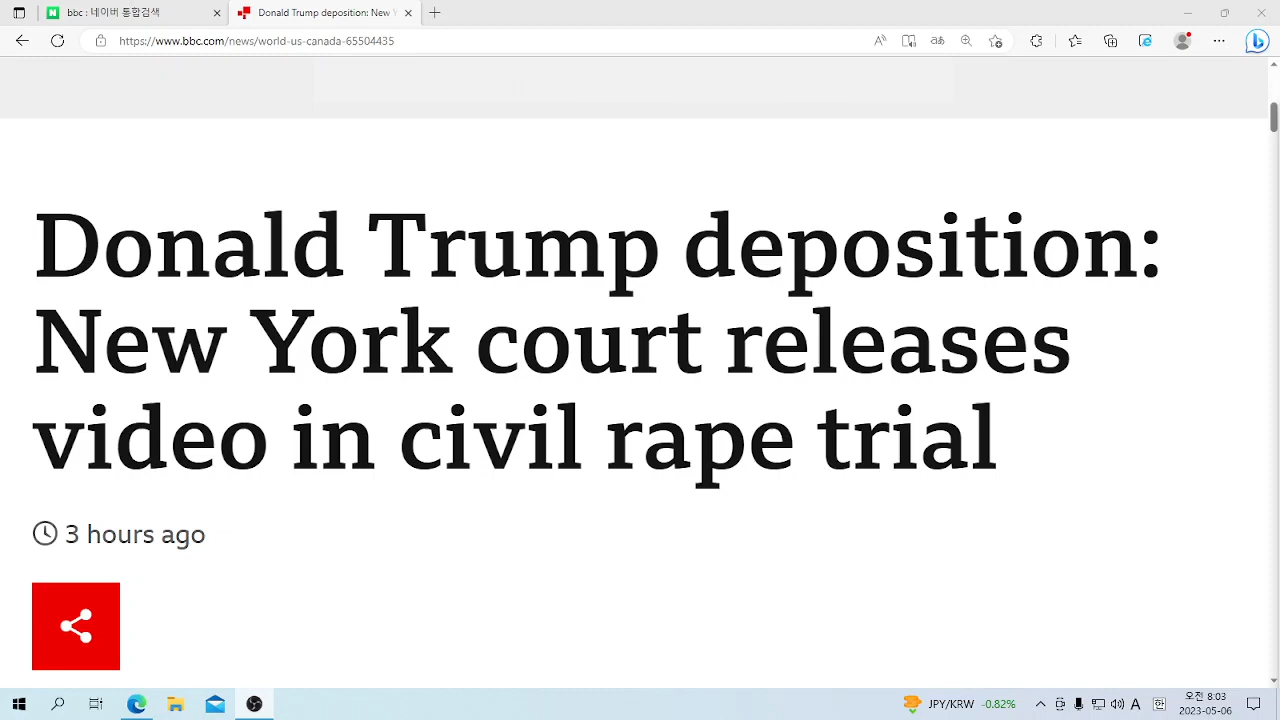 bbc : 네이버 통합검색
Donald Trump deposition: New Y
https://www.bbc.com/news/world-us-canada-65504435
Donald Trump deposition:
New York court releases
video in civil rape trial
3 hours ago
JPY/KRW -0.82%
A
오전 8:03
2023-05-06